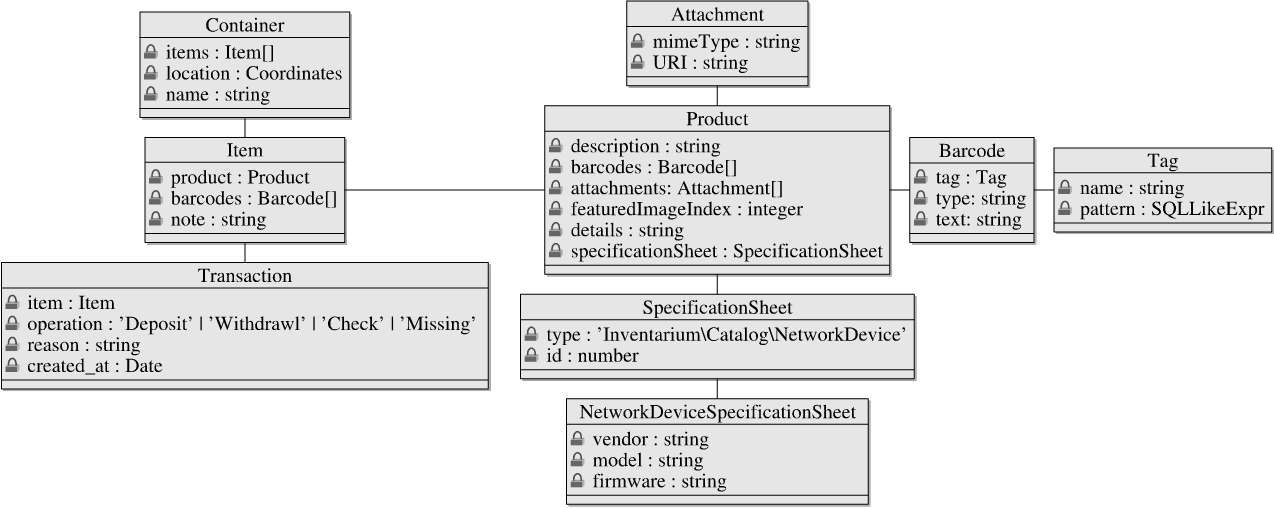 Container
items : Item[]
location : Coordinates
name : string
Item
product : Product
barcodes : Barcode[]
note : string
Transaction
item : Item
operation : ’Deposit’ | ’Withdrawl’ | ’Check’ | ’Missing’
reason : string
created_at : Date
Attachment
mimeType : string
URI : string
Product
description : string
barcodes : Barcode[]
attachments: Attachment[]
featuredImageIndex : integer
details : string
specificationSheet : SpecificationSheet
SpecificationSheet
type : ’Inventarium\Catalog\NetworkDevice’
id : number
NetworkDeviceSpecificationSheet
vendor : string
model : string
firmware : string
Barcode
tag : Tag
type: string
text: string
Tag
name : string
pattern : SQLLikeExpr